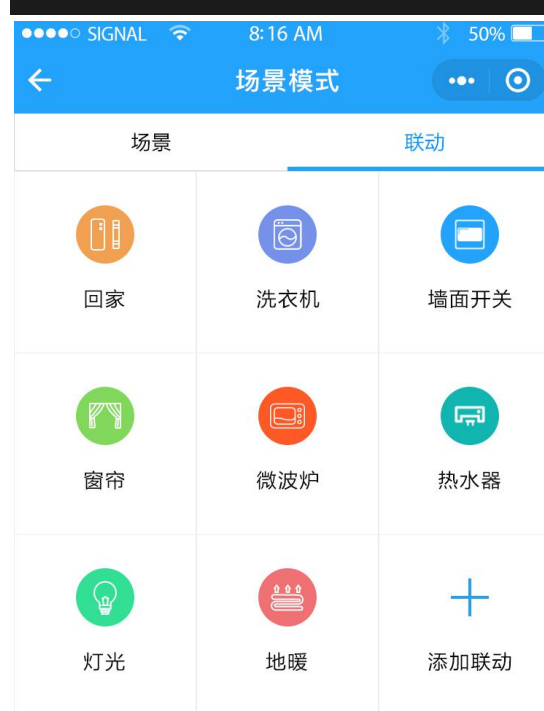 SIGNAL 8:16 AM 50%
场景模式
场景 联动
回家 洗衣机 墙面开关
窗帘 微波炉 热水器
灯光 地暖 添加联动